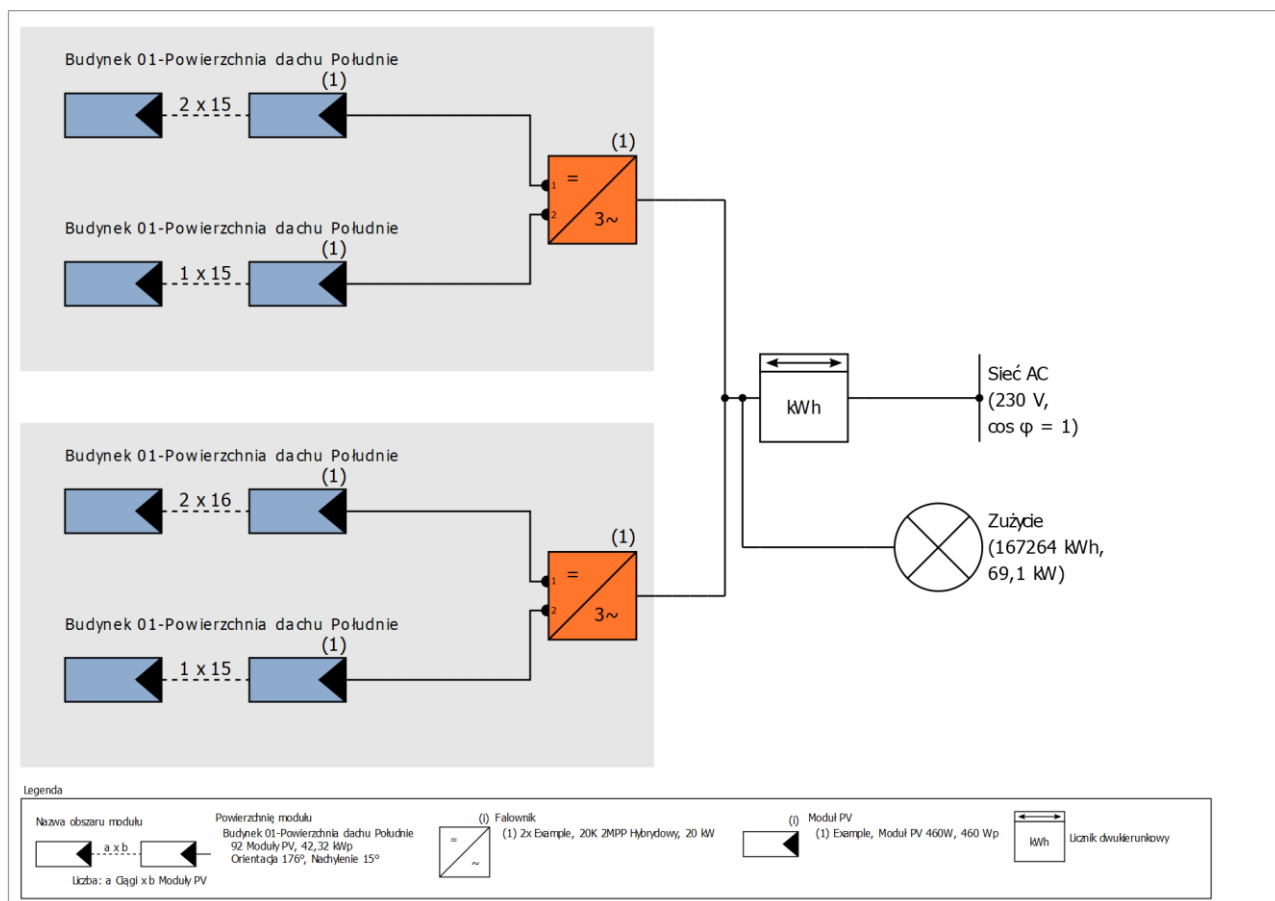 Budynek 01-Powierzchnia dachu Południe
(1)
2 x 15
(1)
1
=
2
3~
Budynek 01-Powierzchnia dachu Południe
(1)
1 x 15
kWh
Sieć AC
(230 V,
cos φ = 1)
Budynek 01-Powierzchnia dachu Południe
(1)
2 x 16
(1)
1
=
2
3~
Zużycie
(167264 kWh,
69,1 kW)
Budynek 01-Powierzchnia dachu Południe
(1)
1 x 15
Legenda
Nazwa obszaru modułu
a x b
Liczba: a Ciągi x b Moduły PV
Powierzchnię modułu
Budynek 01-Powierzchnia dachu Południe
92 Moduły PV, 42,32 kWp
Orientacja 176°, Nachylenie 15°
(i) Falownik
=
~
(1) 2x Example, 20K 2MPP Hybrydowy, 20 kW
(i) Moduł PV
(1) Example, Moduł PV 460W, 460 Wp
kWh
Licznik dwukierunkowy